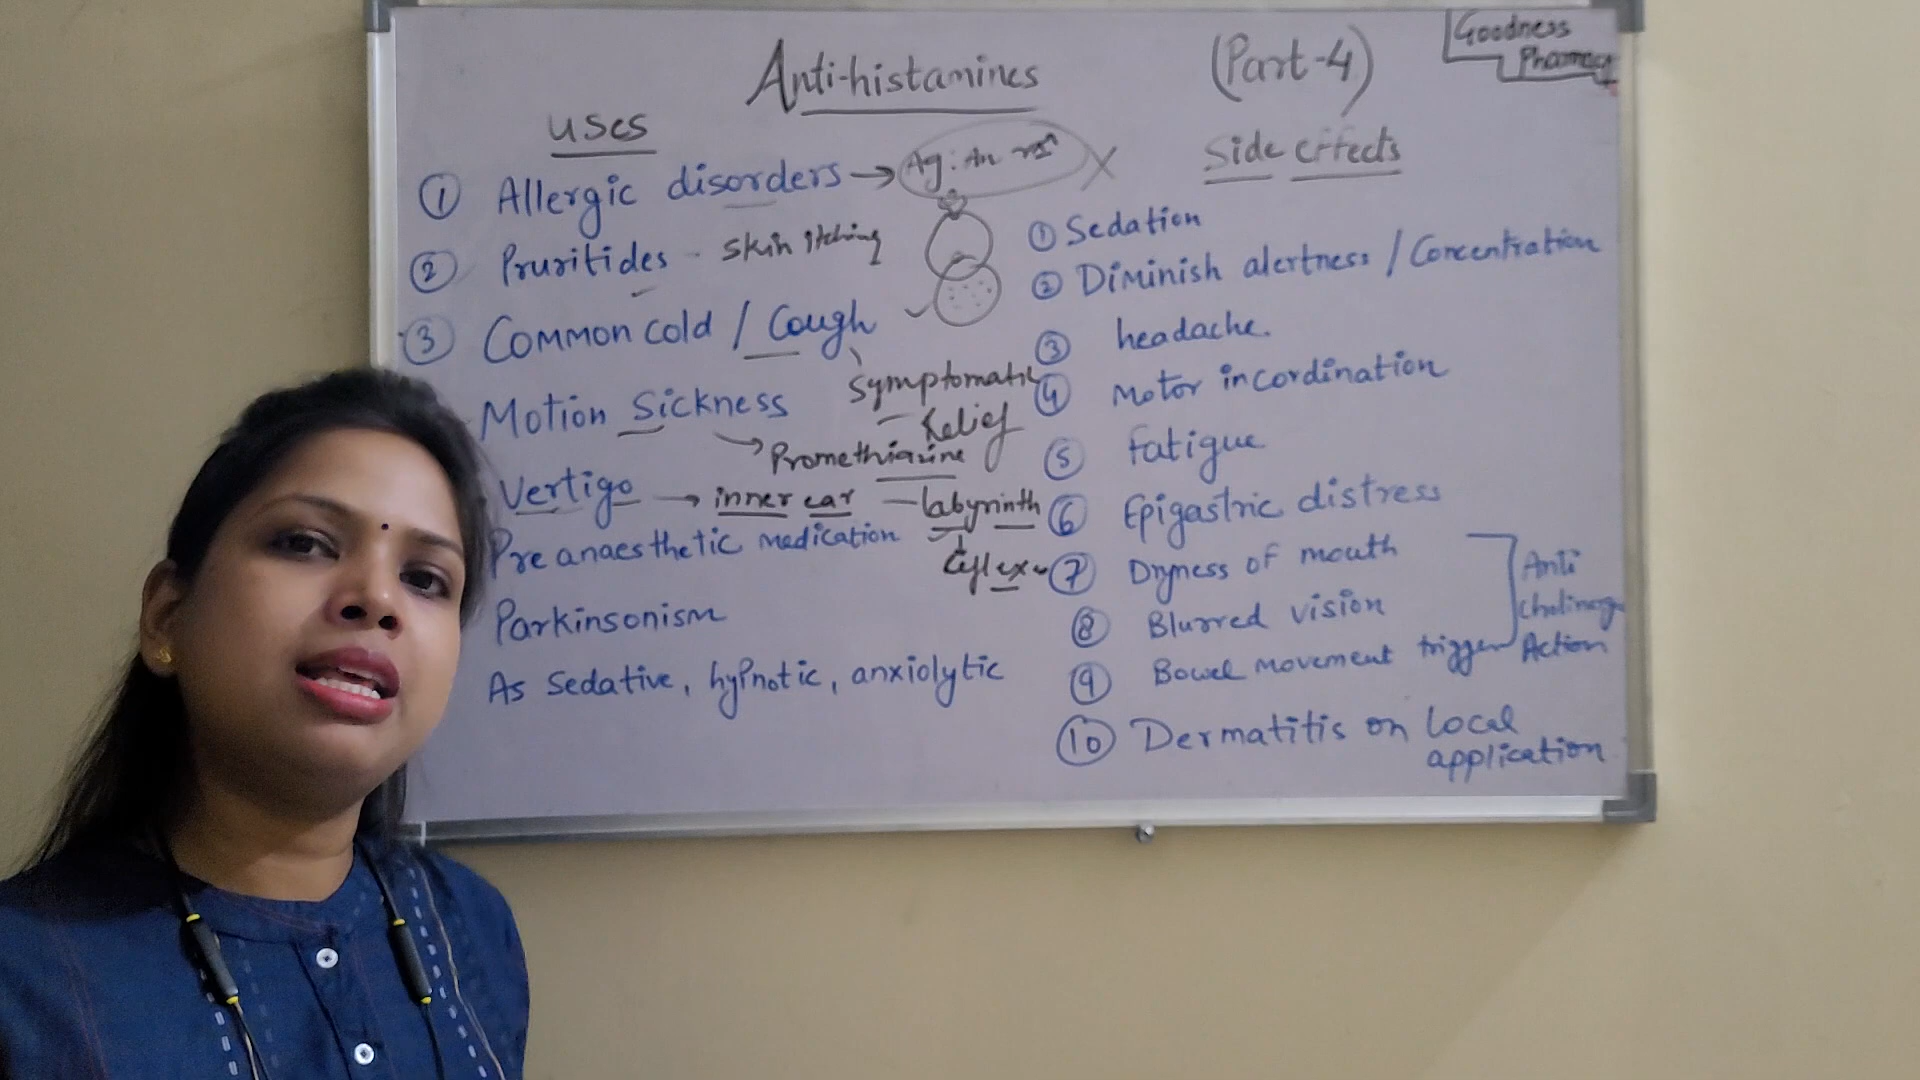 Anti-histamines
(Part-4)
Goodness
Pharmacy
Uses
① Allergic disorders → Ag: An rxn X
② Pruritides - Skin itching
③ Common cold / Cough
Symptomatic
Relief
Motion Sickness
→ Promethiazine
Vertigo → inner ear - labyrinth
Pre anaesthetic medication
Parkinsonism
As Sedative, hypnotic, anxiolytic
Side effects
① Sedation
② Diminish alertness / Concentration
③ headache.
④ Motor incordination
⑤ fatigue
⑥ Epigastric distress
⑦ Dryness of mouth
⑧ Blurred vision
⑨ Bowel movement trigger
Anti
Action
⑩ Dermatitis on local
application